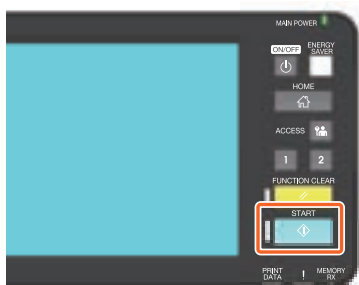 MAIN POWER
ON/OFF ENERGY SAVER
HOME
ACCESS
1 2
FUNCTION CLEAR
START
PRINT DATA ! MEMORY RX